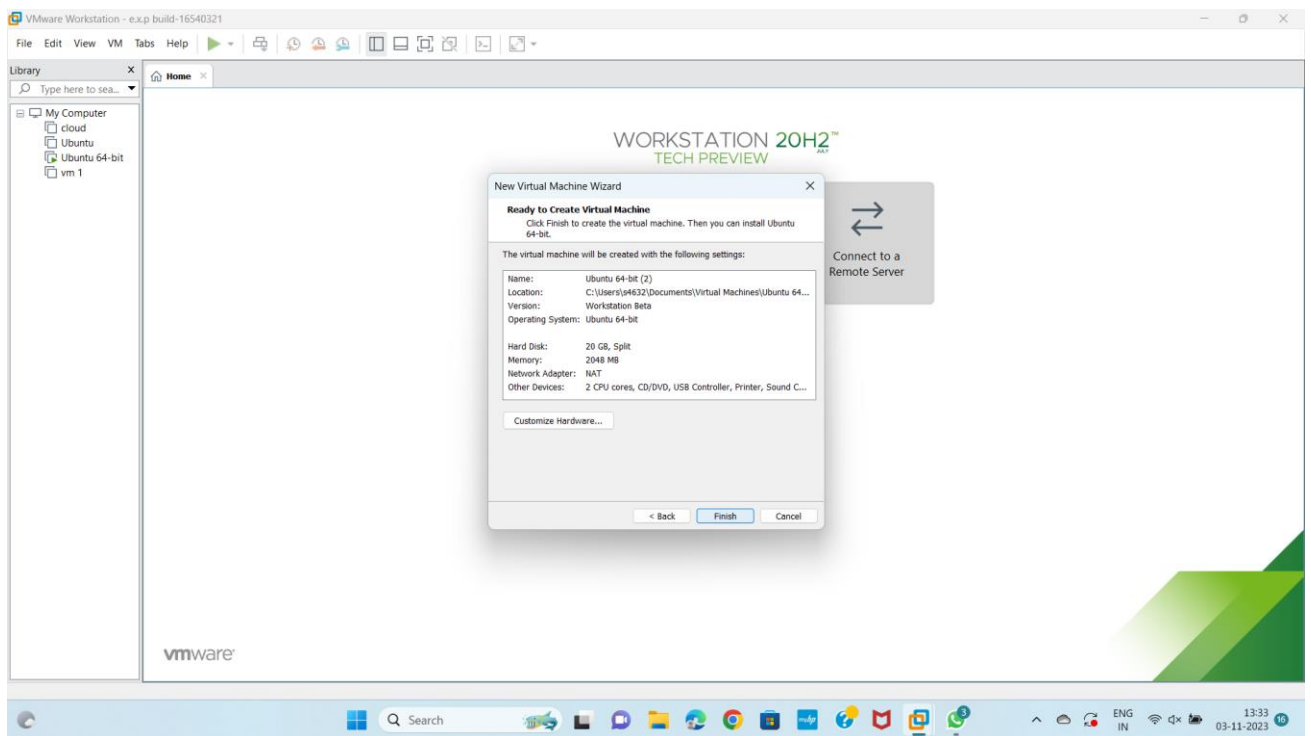 VMware Workstation - e.x.p build-16540321
File Edit View VM Tabs Help
Library
Type here to sea...
My Computer
cloud
Ubuntu
Ubuntu 64-bit
vm 1
Home
WORKSTATION 20H2™
TECH PREVIEW
New Virtual Machine Wizard
Ready to Create Virtual Machine
Click Finish to create the virtual machine. Then you can install Ubuntu
64-bit.
The virtual machine will be created with the following settings:
Name: Ubuntu 64-bit (2)
Location: C:\Users\s4632\Documents\Virtual Machines\Ubuntu 64...
Version: Workstation Beta
Operating System: Ubuntu 64-bit
Hard Disk: 20 GB, Split
Memory: 2048 MB
Network Adapter: NAT
Other Devices: 2 CPU cores, CD/DVD, USB Controller, Printer, Sound C...
Customize Hardware...
< Back Finish Cancel
Connect to a
Remote Server
vmware
Search
3
ENG
IN
13:33
03-11-2023
16